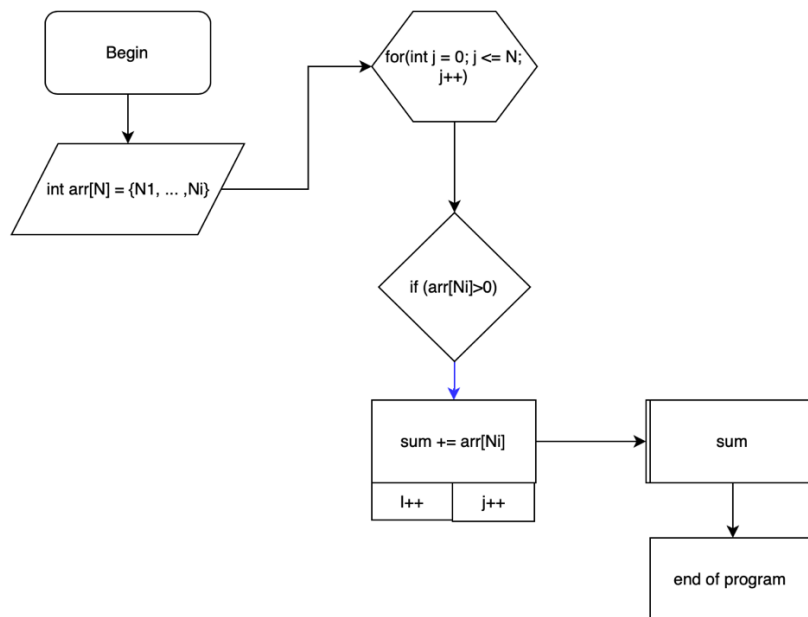 Begin
int arr[N] = {N1, ... ,Ni}
for(int j = 0; j <= N;
j++)
if (arr[Ni]>0)
sum += arr[Ni]
I++
j++
sum
end of program